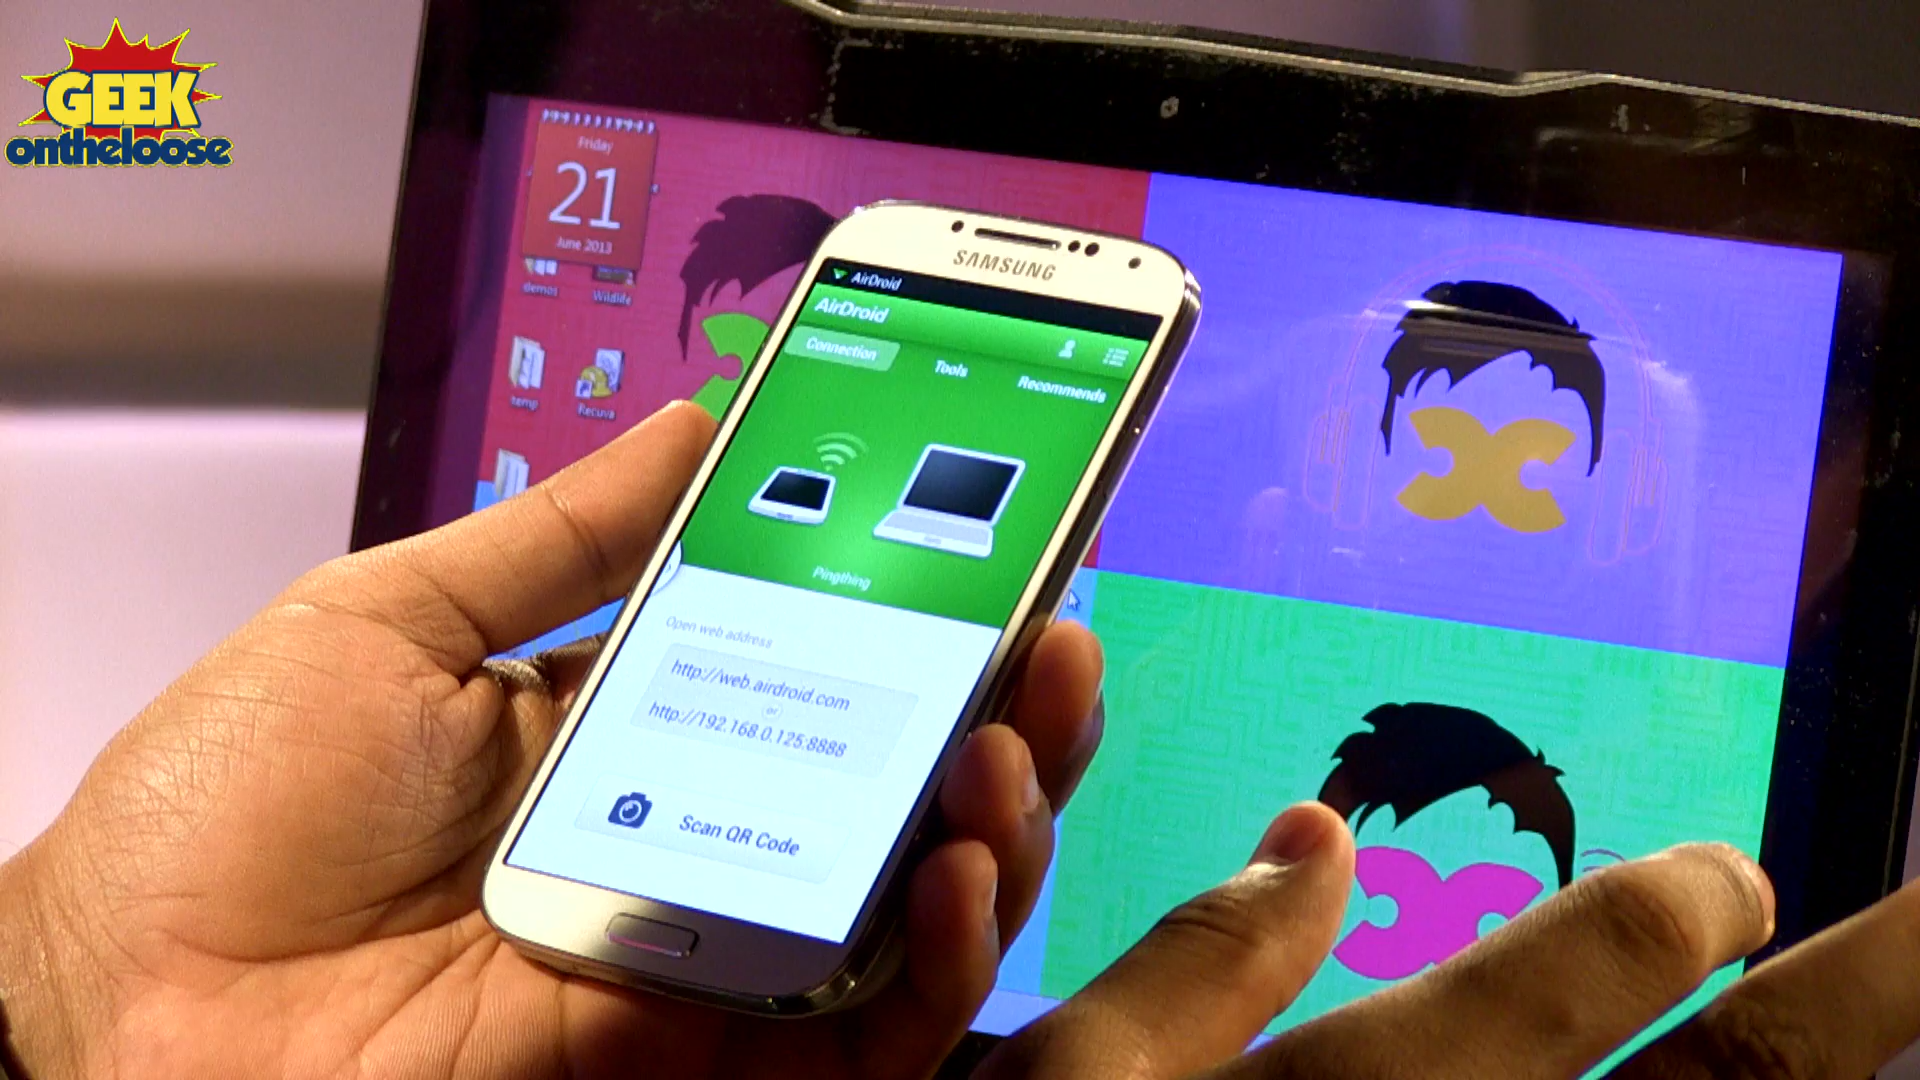 GEEK
ontheloose
Friday
21
June 2013
demos
Wildlife
temp
Recuva
SAMSUNG
AirDroid
AirDroid
Connection
Tools
Recommends
Pingthing
Open web address
http://web.airdroid.com
or
http://192.168.0.125:8888
Scan QR Code